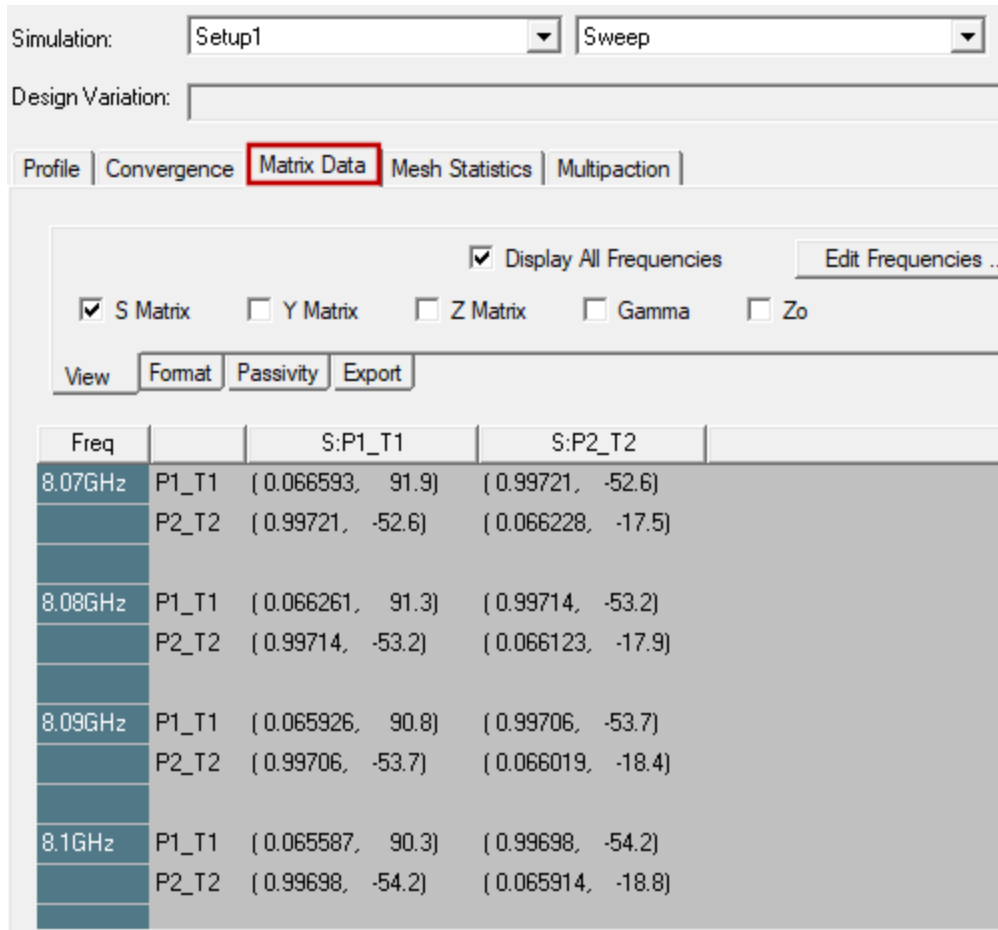 Simulation: Setup1 Sweep
Design Variation:
Profile Convergence Matrix Data Mesh Statistics Multipaction
Display All Frequencies Edit Frequencies ..
S Matrix Y Matrix Z Matrix Gamma Zo
View Format Passivity Export
Freq S:P1_T1 S:P2_T2
8.07GHz P1_T1 ( 0.066593, 91.9) ( 0.99721, -52.6)
P2_T2 ( 0.99721, -52.6) ( 0.066228, -17.5)
8.08GHz P1_T1 ( 0.066261, 91.3) ( 0.99714, -53.2)
P2_T2 ( 0.99714, -53.2) ( 0.066123, -17.9)
8.09GHz P1_T1 ( 0.065926, 90.8) ( 0.99706, -53.7)
P2_T2 ( 0.99706, -53.7) ( 0.066019, -18.4)
8.1GHz P1_T1 ( 0.065587, 90.3) ( 0.99698, -54.2)
P2_T2 ( 0.99698, -54.2) ( 0.065914, -18.8)